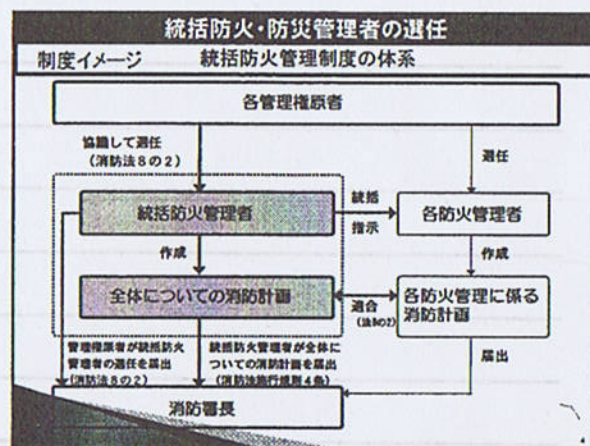 統括防火・防災管理者の選任
制度イメージ 統括防火管理制度の体系
各管理権原者
協議して選任
(消防法8の2)
選任
統括防火管理者
統括
指示
各防火管理者
作成
作成
全体についての消防計画
適合
(法8の2)
各防火管理に係る
消防計画
管理権原者が統括防火
管理者の選任を届出
(消防法8の2)
統括防火管理者が全体に
ついての消防計画を届出
(消防法施行規則4条)
届出
消防署長
4